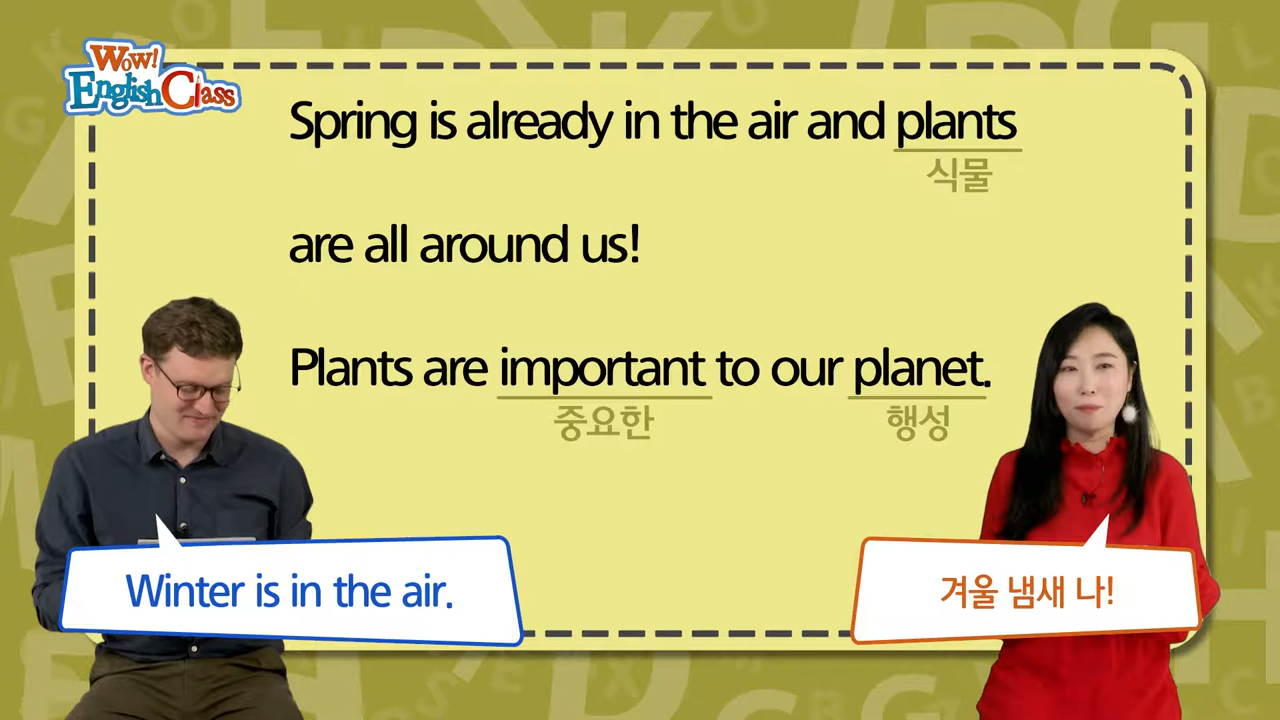 Wow!
English Class
Spring is already in the air and plants
식물
are all around us!
Plants are important to our planet.
중요한 행성
Winter is in the air.
겨울 냄새 나!